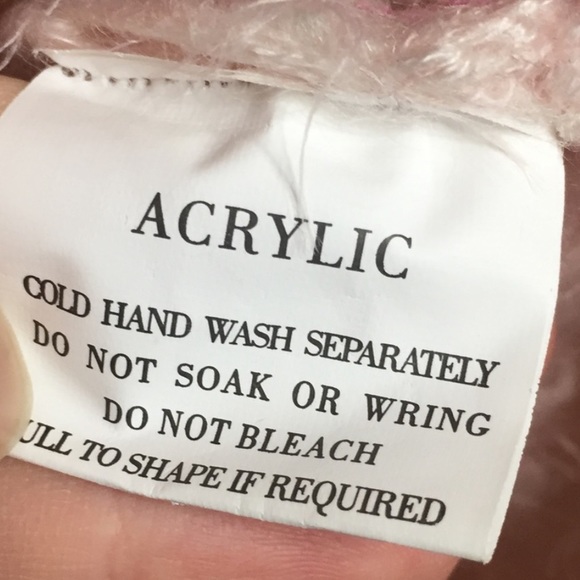 ACRYLIC
COLD HAND WASH SEPARATELY
DO NOT SOAK OR WRING
DO NOT BLEACH
ULL TO SHAPE IF REQUIRED